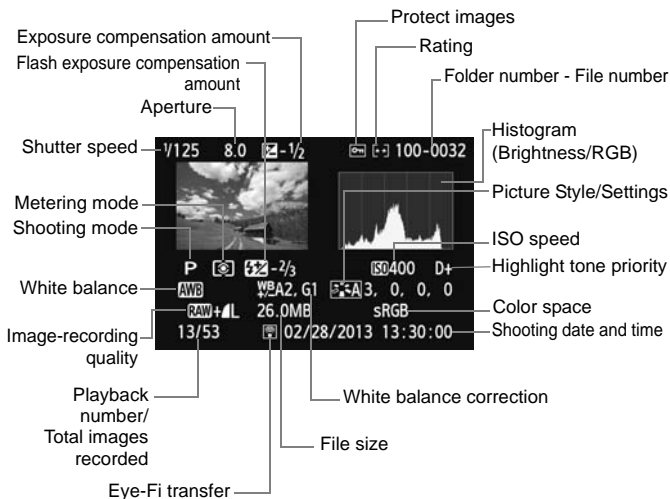 Protect images
Exposure compensation amount
Rating
Flash exposure compensation
amount
Folder number - File number
Aperture
Histogram
(Brightness/RGB)
Shutter speed
1/125 8.0 -1/2 100-0032
Picture Style/Settings
Metering mode
Shooting mode
ISO speed
P -2/3 ISO400 D+
Highlight tone priority
White balance
AWB WB+/-A2, G1 A3, 0, 0, 0
RAW+L 26.0MB sRGB
Color space
Image-recording
quality
13/53 02/28/2013 13:30:00
Shooting date and time
Playback
number/
Total images
recorded
White balance correction
File size
Eye-Fi transfer